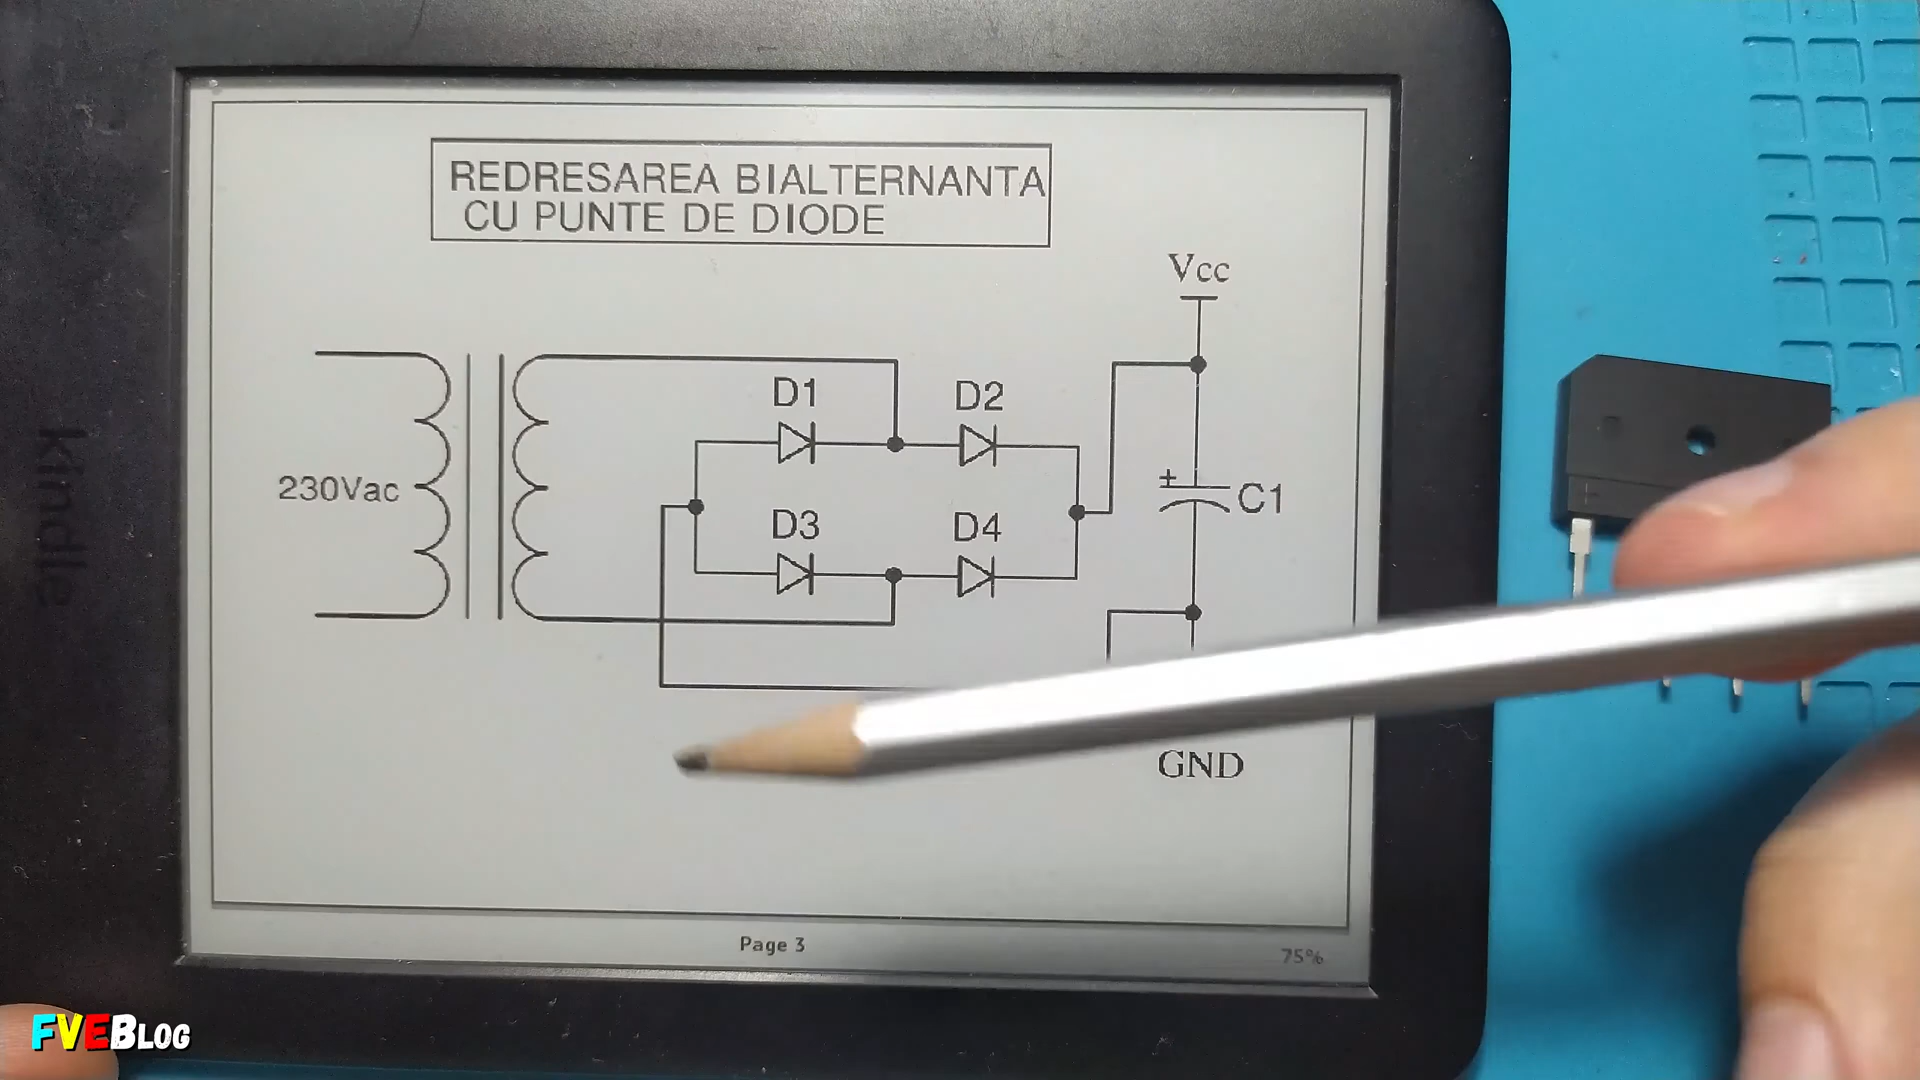 REDRESAREA BIALTERNANTA
CU PUNTE DE DIODE
Vcc
D1
D2
230Vac
+
C1
D3
D4
GND
Page 3
75%
kindle
FVEBLOG